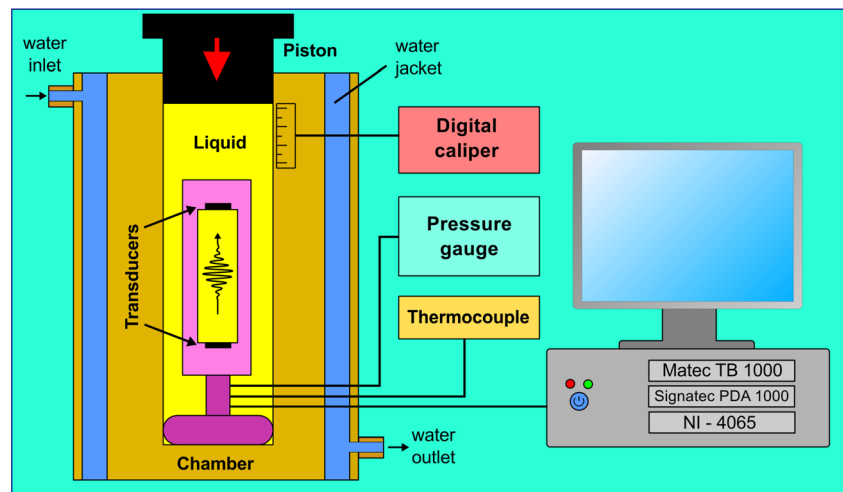 water
inlet
Piston
water
jacket
Liquid
Digital
caliper
Transducers
Pressure
gauge
Thermocouple
Matec TB 1000
Signatec PDA 1000
NI - 4065
water
outlet
Chamber